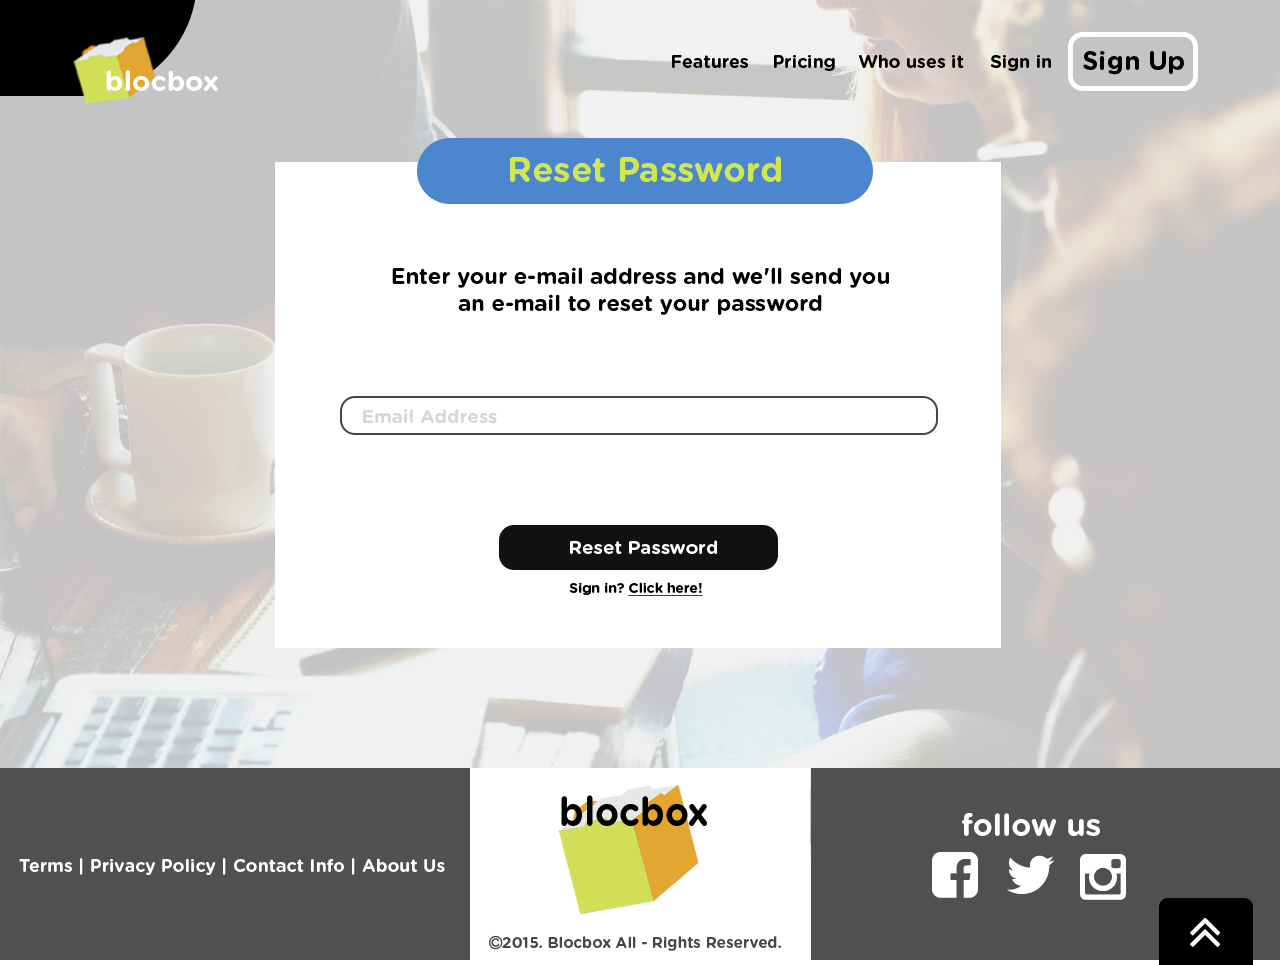 blocbox
Features Pricing Who uses it Sign in Sign Up
Reset Password
Enter your e-mail address and we'll send you
an e-mail to reset your password
Email Address
Reset Password
Sign in? Click here!
Terms | Privacy Policy | Contact Info | About Us
blocbox
©2015. Blocbox All - Rights Reserved.
follow us